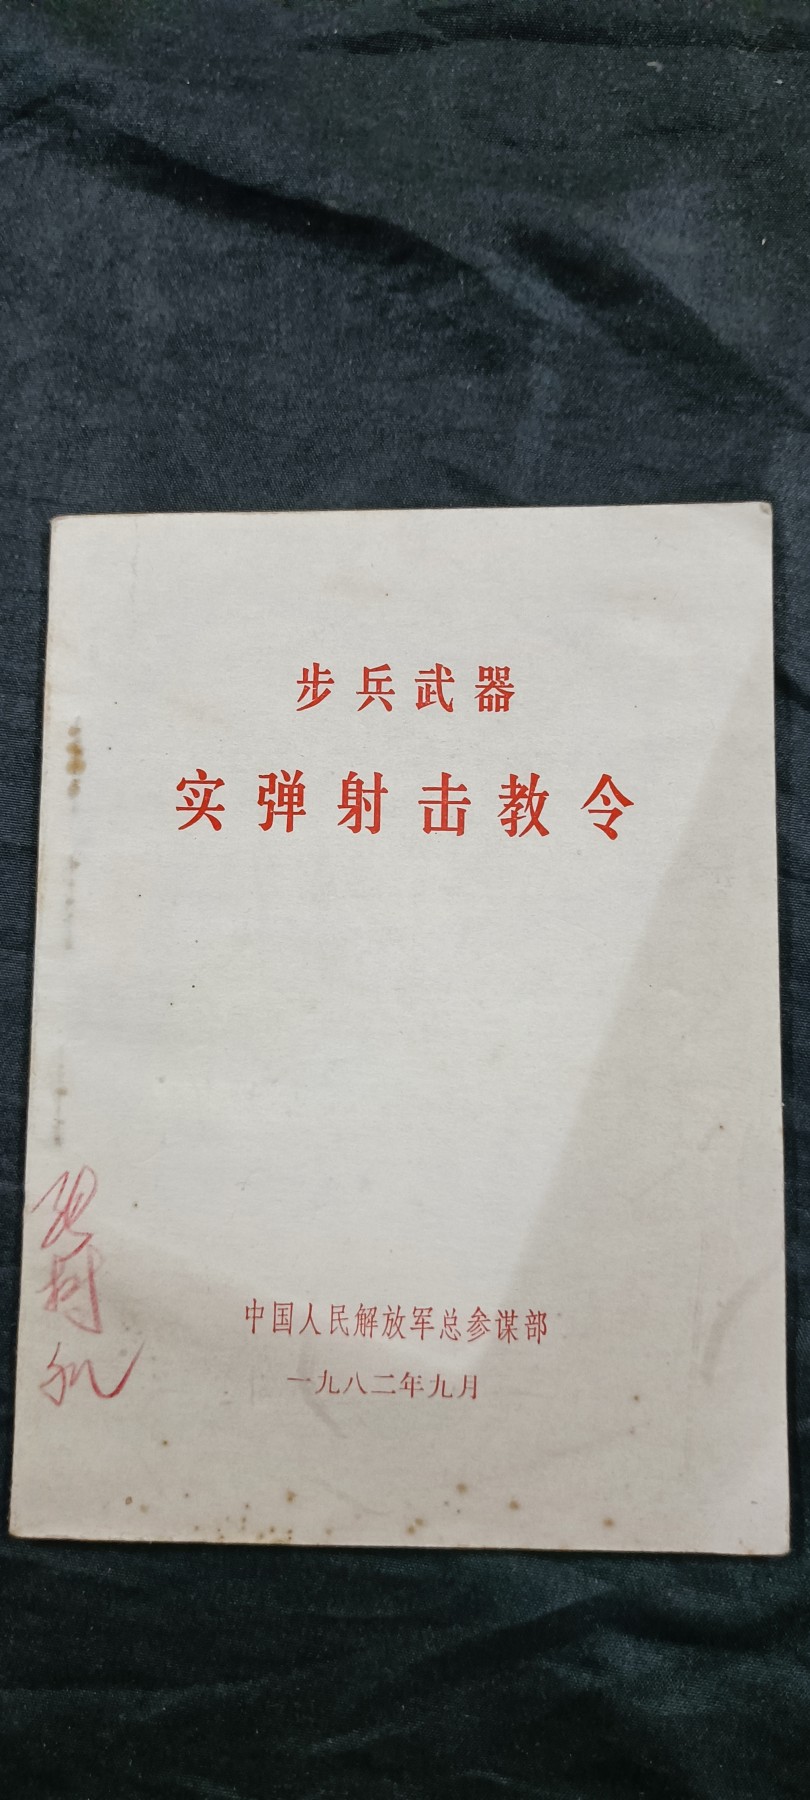 步兵武器
实弹射击教令
中国人民解放军总参谋部
一九八二年九月